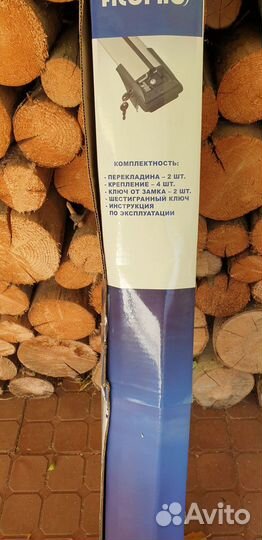 КОМПЛЕКТНОСТЬ:
- ПЕРЕКЛАДИНА – 2 ШТ.
- КРЕПЛЕНИЕ – 4 ШТ.
- КЛЮЧ ОТ ЗАМКА – 2 ШТ.
- ШЕСТИГРАННЫЙ КЛЮЧ
- ИНСТРУКЦИЯ
ПО ЭКСПЛУАТАЦИИ
Avito